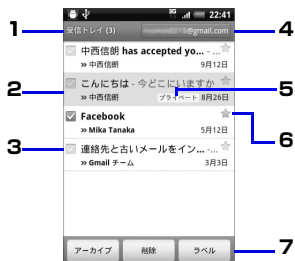 3G 22:41
1 受信トレイ (3) @gmail.com 4
中西信朗 has accepted yo... - ...
» 中西信朗 9月12日
2 こんにちは - 今どこにいますか 5
» 中西信朗 プライベート 8月26日
Facebook
» Mika Tanaka 5月12日 6
3 連絡先と古いメールをイン... - ...
» Gmail チーム 3月3日
アーカイブ 削除 ラベル 7